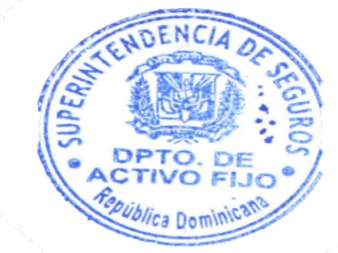 SUPERINTENDENCIA DE SEGUROS
DPTO. DE
ACTIVO FIJO
República Dominicana